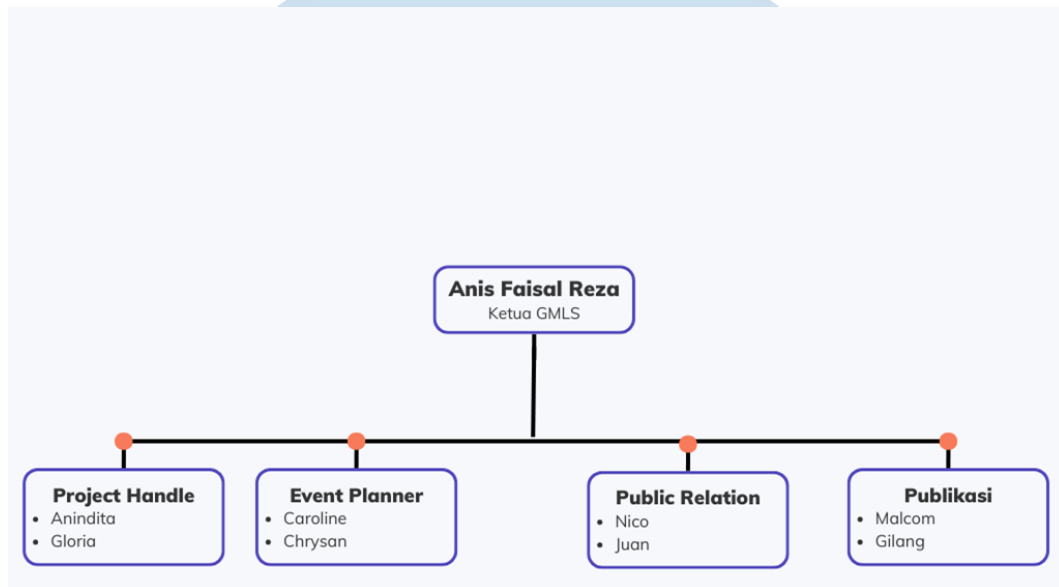 Anis Faisal Reza
Ketua GMLS
Project Handle
• Anindita
• Gloria
Event Planner
• Caroline
• Chrysan
Public Relation
• Nico
• Juan
Publikasi
• Malcom
• Gilang